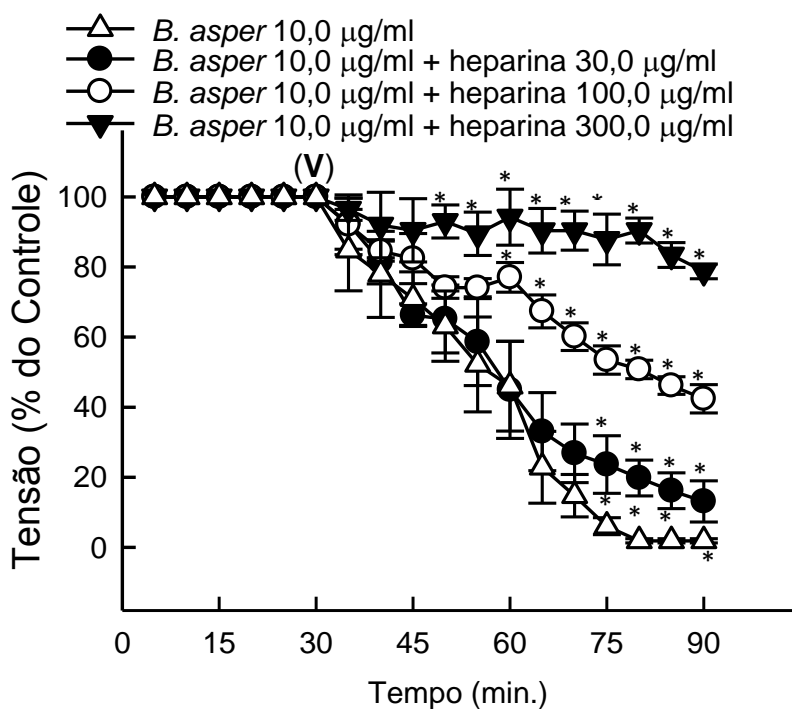 B. asper 10,0 μg/ml
B. asper 10,0 μg/ml + heparina 30,0 μg/ml
B. asper 10,0 μg/ml + heparina 100,0 μg/ml
B. asper 10,0 μg/ml + heparina 300,0 μg/ml
(V)
* * * * * * * * *
* * * * * * *
* * * *
* * * *
Tensão (% do Controle)
100
80
60
40
20
0
0 15 30 45 60 75 90
Tempo (min.)